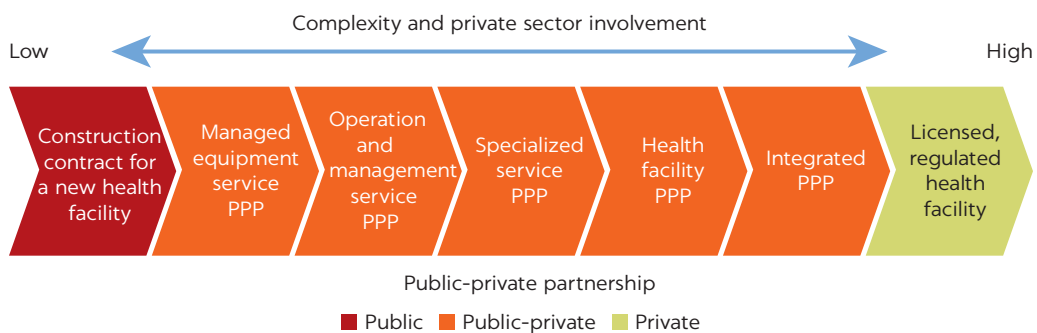 Complexity and private sector involvement
Low
High
Construction
contract for
a new health
facility
Managed
equipment
service
PPP
Operation
and
management
service
PPP
Specialized
service
PPP
Health
facility
PPP
Integrated
PPP
Licensed,
regulated
health
facility
Public-private partnership
Public
Public-private
Private